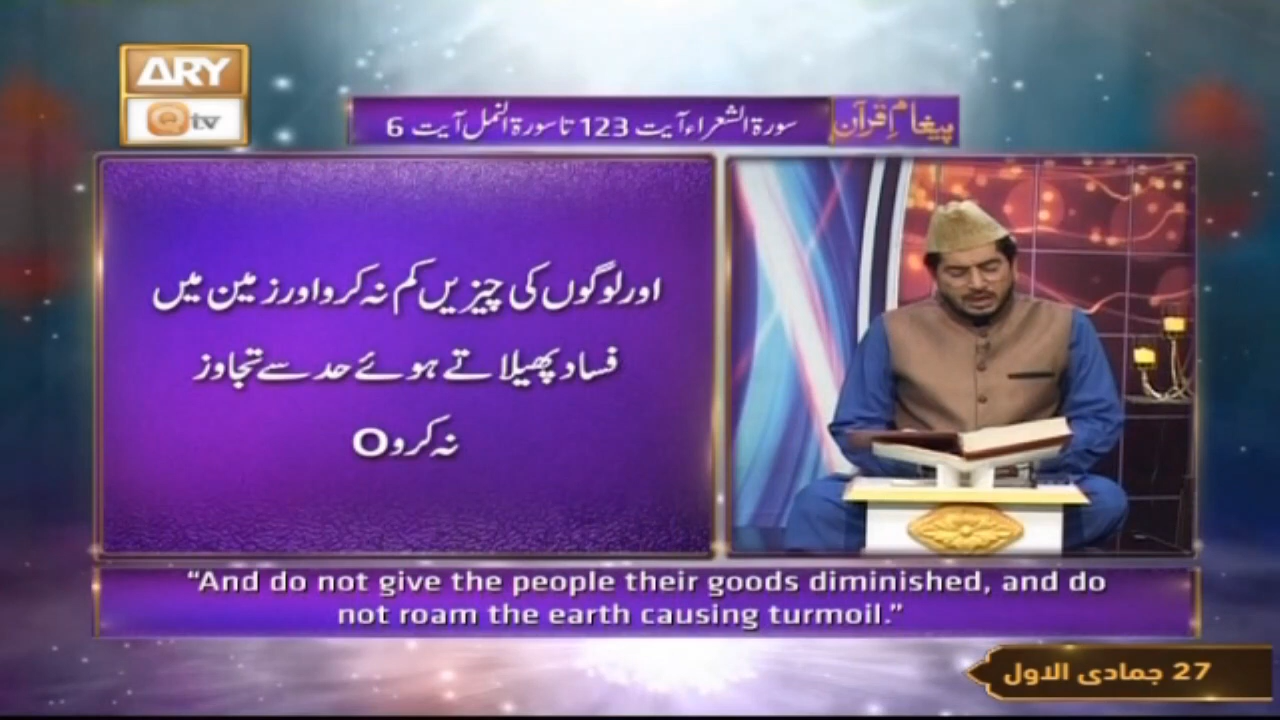 ARY
Qtv
پیغامِ قرآن
سورۃ الشعراء آیت 123 تا سورۃ النمل آیت 6
اور لوگوں کی چیزیں کم نہ کرو اور زمین میں
فساد پھیلاتے ہوئے حد سے تجاوز
نہ کرو O
“And do not give the people their goods diminished, and do
not roam the earth causing turmoil.”
27 جمادی الاول